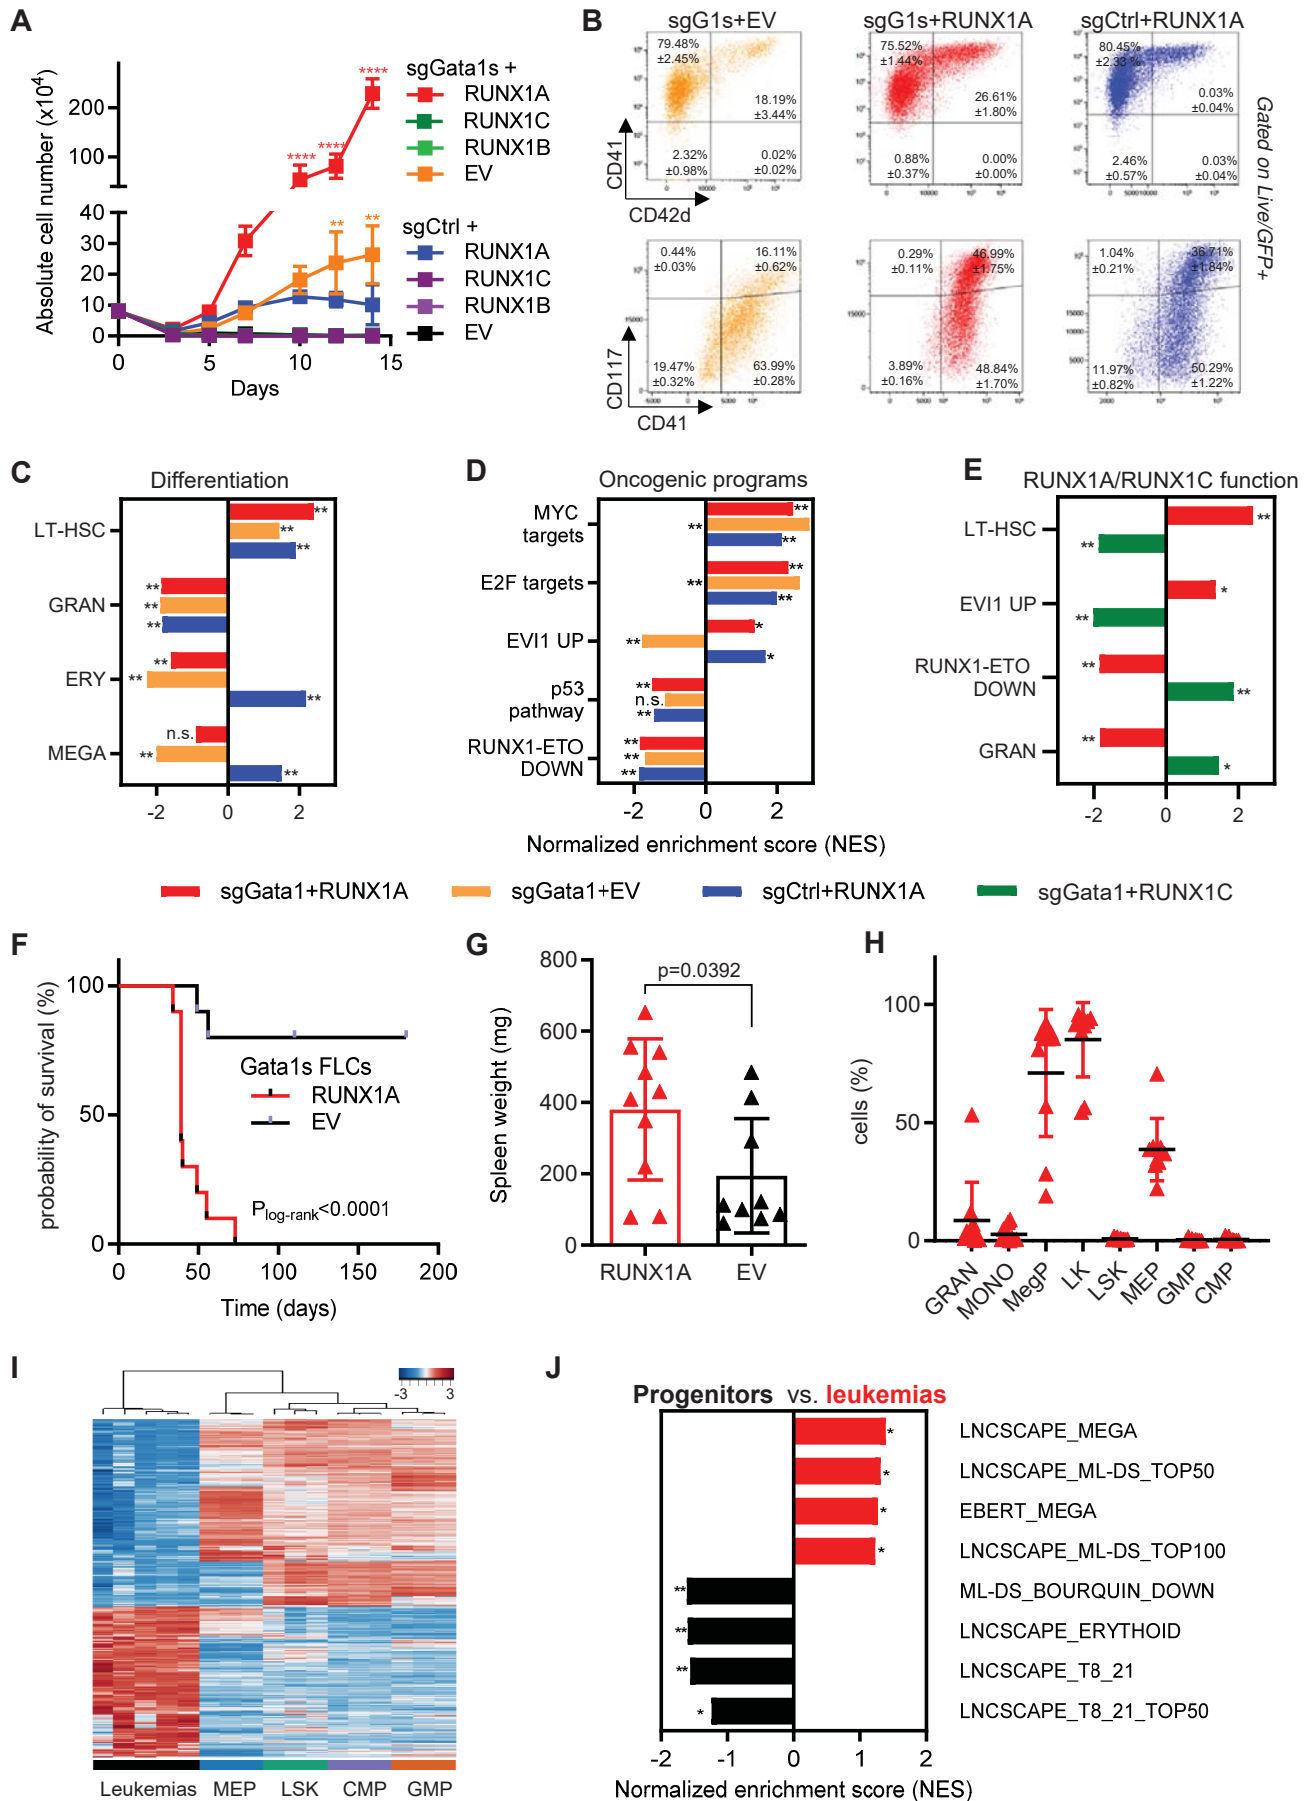 A
Absolute cell number (x10⁴)
200
100
40
30
20
10
0
0
5
10
15
Days
****
****
****
**
**
sgGata1s +
RUNX1A
RUNX1C
RUNX1B
EV
sgCtrl +
RUNX1A
RUNX1C
RUNX1B
EV
B
sgG1s+EV
sgG1s+RUNX1A
sgCtrl+RUNX1A
79.48%
±2.45%
18.19%
±3.44%
2.32%
±0.98%
0.02%
±0.02%
75.52%
±1.44%
26.61%
±1.80%
0.88%
±0.37%
0.00%
±0.00%
80.45%
±2.33%
0.03%
±0.04%
2.46%
±0.57%
0.03%
±0.04%
CD41
CD42d
Gated on Live/GFP+
0.44%
±0.03%
16.11%
±0.62%
19.47%
±0.32%
63.99%
±0.28%
0.29%
±0.11%
46.99%
±1.75%
3.89%
±0.16%
48.84%
±1.70%
1.04%
±0.21%
36.71%
±1.84%
11.97%
±0.82%
50.29%
±1.22%
CD117
CD41
C
Differentiation
LT-HSC
GRAN
ERY
MEGA
**
**
**
**
**
**
**
**
**
n.s.
**
**
-2
0
2
D
Oncogenic programs
MYC
targets
E2F targets
EVI1 UP
p53
pathway
RUNX1-ETO
DOWN
**
**
**
**
**
**
*
**
*
**
n.s.
**
**
**
**
-2
0
2
Normalized enrichment score (NES)
E
RUNX1A/RUNX1C function
LT-HSC
EVI1 UP
RUNX1-ETO
DOWN
GRAN
**
**
*
**
**
**
**
*
-2
0
2
sgGata1+RUNX1A
sgGata1+EV
sgCtrl+RUNX1A
sgGata1+RUNX1C
F
probability of survival (%)
100
50
0
0
50
100
150
200
Time (days)
Gata1s FLCs
RUNX1A
EV
Plog-rank<0.0001
G
Spleen weight (mg)
800
600
400
200
0
p=0.0392
RUNX1A
EV
H
cells (%)
100
50
0
GRAN
MONO
MegP
LK
LSK
MEP
GMP
CMP
I
-3
3
Leukemias
MEP
LSK
CMP
GMP
J
Progenitors vs. leukemias
*
*
*
*
**
**
**
*
LNCSCAPE_MEGA
LNCSCAPE_ML-DS_TOP50
EBERT_MEGA
LNCSCAPE_ML-DS_TOP100
ML-DS_BOURQUIN_DOWN
LNCSCAPE_ERYTHOID
LNCSCAPE_T8_21
LNCSCAPE_T8_21_TOP50
-2
-1
0
1
2
Normalized enrichment score (NES)